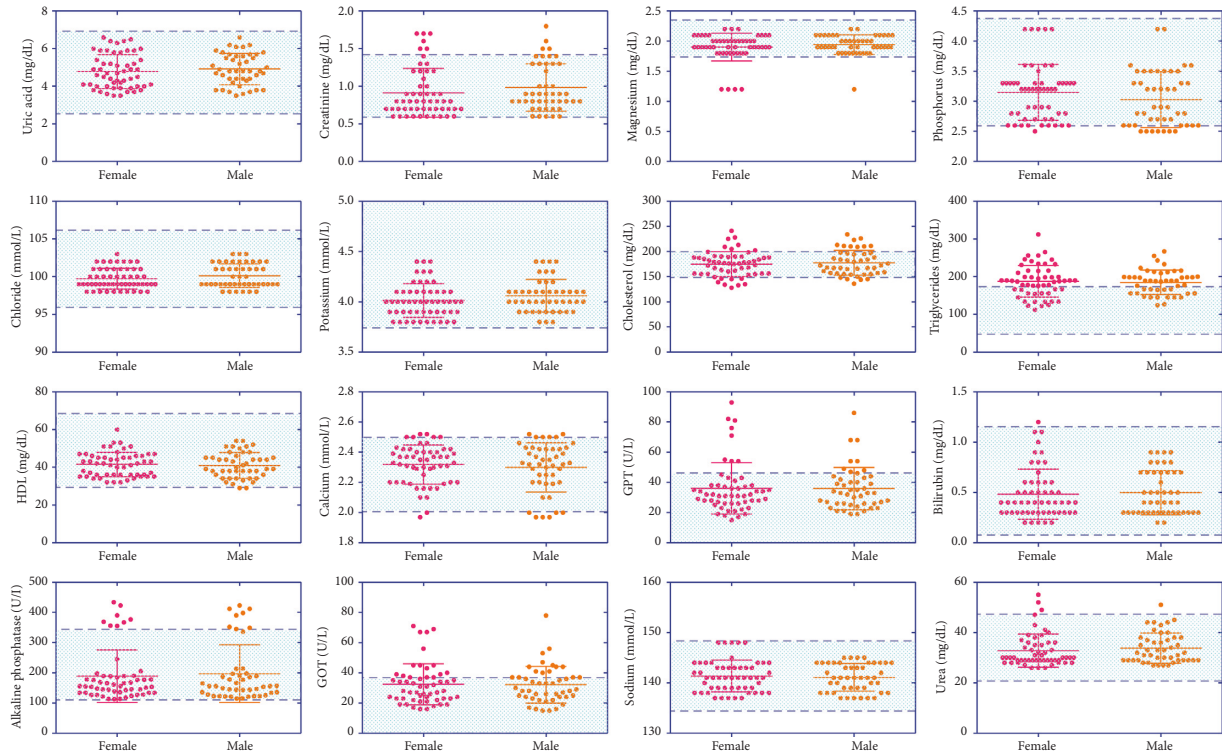 Uric acid (mg/dL)
8
6
4
2
0
Female
Male
Creatinine (mg/dL)
2.0
1.5
1.0
0.5
0.0
Female
Male
Magnesium (mg/dL)
2.5
2.0
1.5
1.0
0.5
0.0
Female
Male
Phosphorus (mg/dL)
4.5
4.0
3.5
3.0
2.5
2.0
Female
Male
Chloride (mmol/L)
110
105
100
95
90
Female
Male
Potassium (mmol/L)
5.0
4.5
4.0
3.5
Female
Male
Cholesterol (mg/dL)
300
250
200
150
100
50
0
Female
Male
Triglycerides (mg/dL)
400
300
200
100
0
Female
Male
HDL (mg/dL)
80
60
40
20
0
Female
Male
Calcium (mmol/L)
2.8
2.6
2.4
2.2
2.0
1.8
Female
Male
GPT (U/L)
100
80
60
40
20
0
Female
Male
Bilirubin (mg/dL)
1.5
1.0
0.5
0.0
Female
Male
Alkaline phosphatase (U/I)
500
400
300
200
100
0
Female
Male
GOT (U/L)
100
80
60
40
20
0
Female
Male
Sodium (mmol/L)
160
150
140
130
Female
Male
Urea (mg/dL)
60
40
20
0
Female
Male